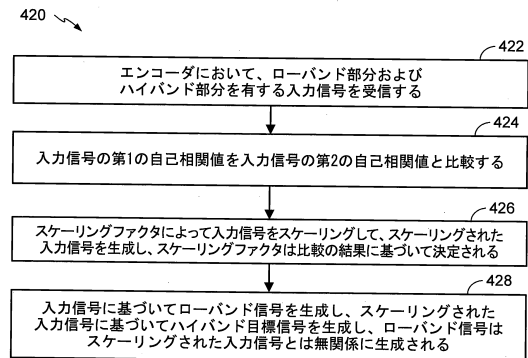 420
422
エンコーダにおいて、ローバンド部分および
ハイバンド部分を有する入力信号を受信する
424
入力信号の第1の自己相関値を入力信号の第2の自己相関値と比較する
426
スケーリングファクタによって入力信号をスケーリングして、スケーリングされた
入力信号を生成し、スケーリングファクタは比較の結果に基づいて決定される
428
入力信号に基づいてローバンド信号を生成し、スケーリングされた
入力信号に基づいてハイバンド目標信号を生成し、ローバンド信号は
スケーリングされた入力信号とは無関係に生成される